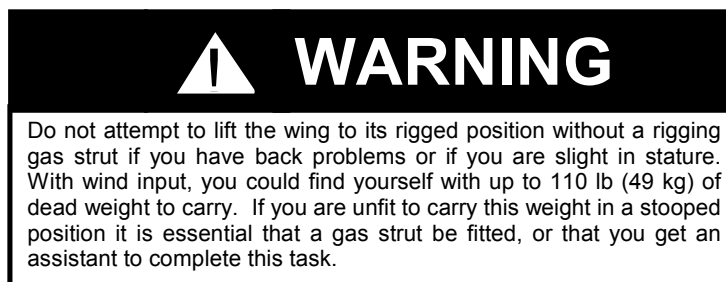 WARNING
Do not attempt to lift the wing to its rigged position without a rigging
gas strut if you have back problems or if you are slight in stature.
With wind input, you could find yourself with up to 110 lb (49 kg) of
dead weight to carry. If you are unfit to carry this weight in a stooped
position it is essential that a gas strut be fitted, or that you get an
assistant to complete this task.